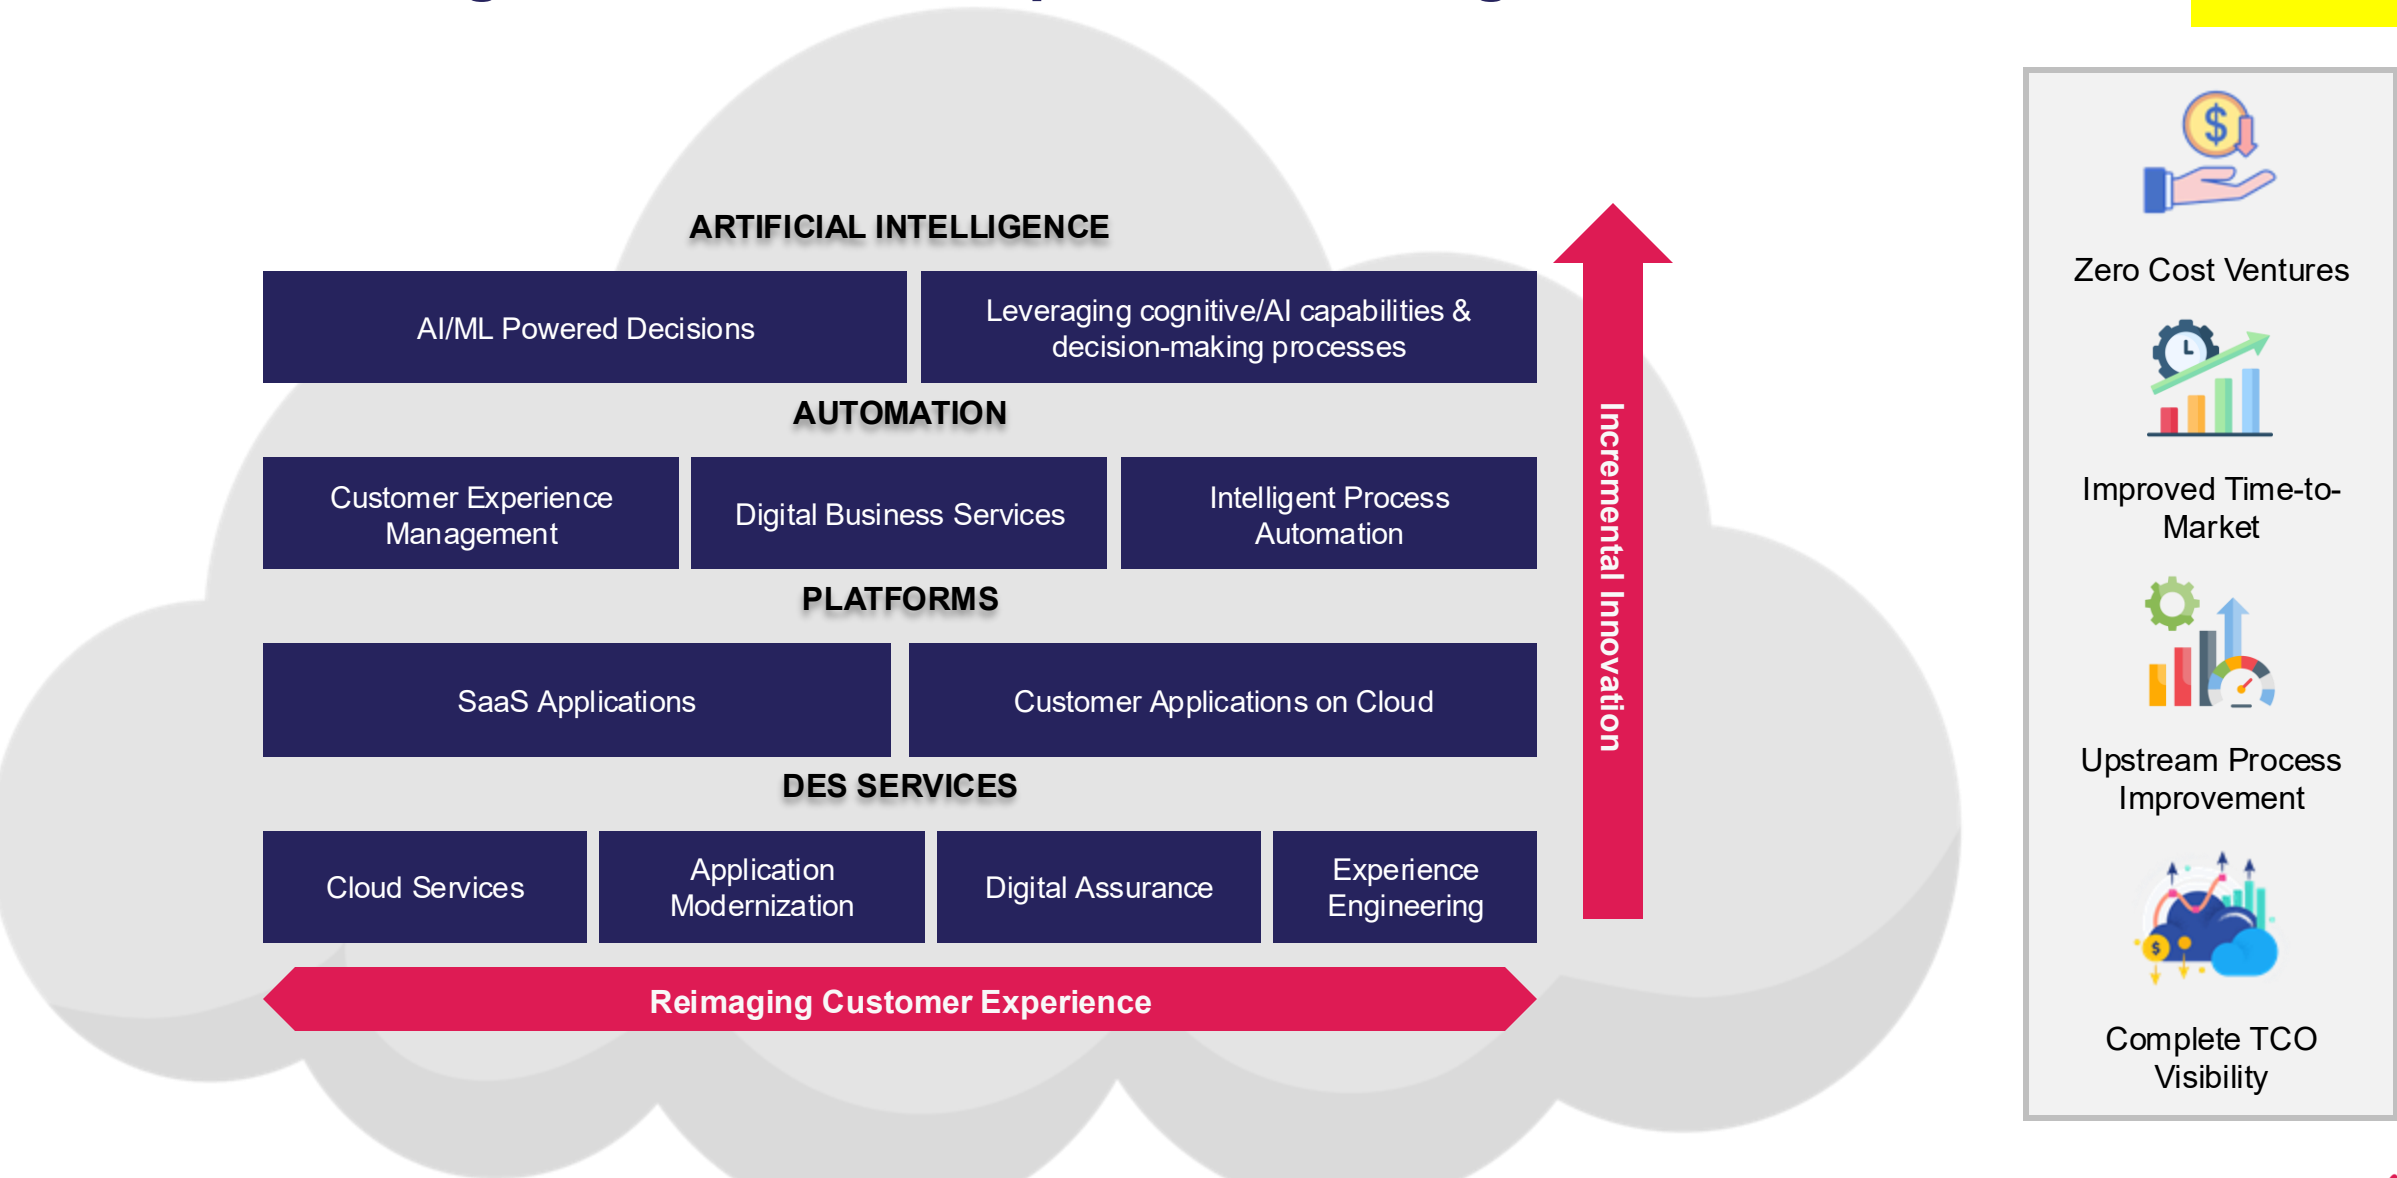 ARTIFICIAL INTELLIGENCE
AI/ML Powered Decisions
Leveraging cognitive/AI capabilities &
decision-making processes
AUTOMATION
Customer Experience
Management
Digital Business Services
Intelligent Process
Automation
PLATFORMS
SaaS Applications
Customer Applications on Cloud
DES SERVICES
Cloud Services
Application
Modernization
Digital Assurance
Experience
Engineering
Reimaging Customer Experience
Incremental Innovation
$
Zero Cost Ventures
Improved Time-to-
Market
Upstream Process
Improvement
$
Complete TCO
Visibility